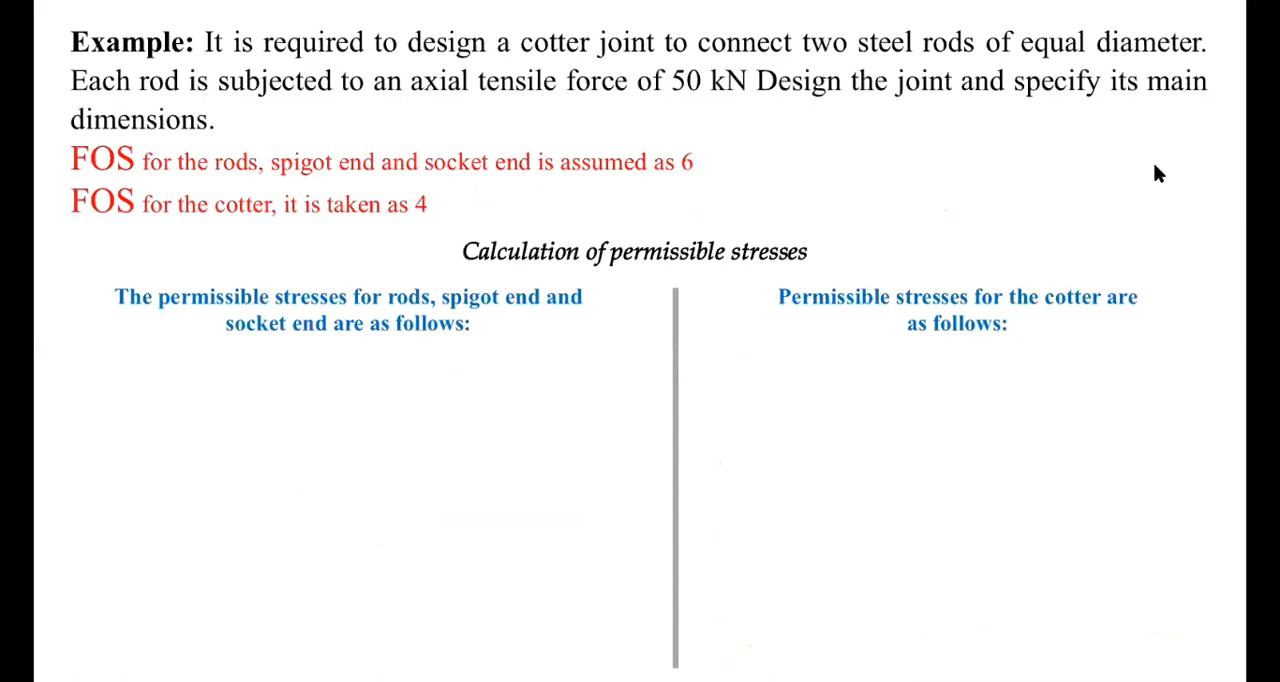 Example: It is required to design a cotter joint to connect two steel rods of equal diameter.
Each rod is subjected to an axial tensile force of 50 kN Design the joint and specify its main
dimensions.
FOS for the rods, spigot end and socket end is assumed as 6
FOS for the cotter, it is taken as 4
Calculation of permissible stresses
The permissible stresses for rods, spigot end and
socket end are as follows:
Permissible stresses for the cotter are
as follows: